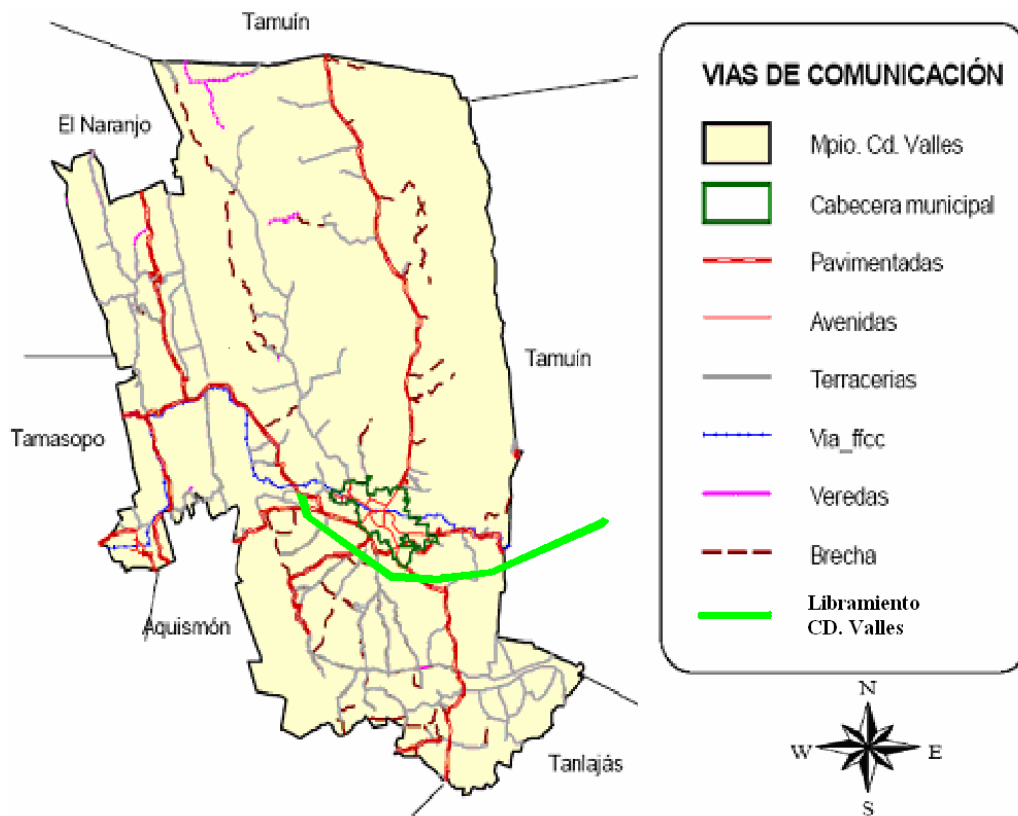 Tamuín
El Naranjo
Tamuín
Tamasopo
Aquismón
Tanlajás
VIAS DE COMUNICACIÓN
Mpio. Cd. Valles
Cabecera municipal
Pavimentadas
Avenidas
Terracerias
Via_ffcc
Veredas
Brecha
Libramiento
CD. Valles
N
W E
S